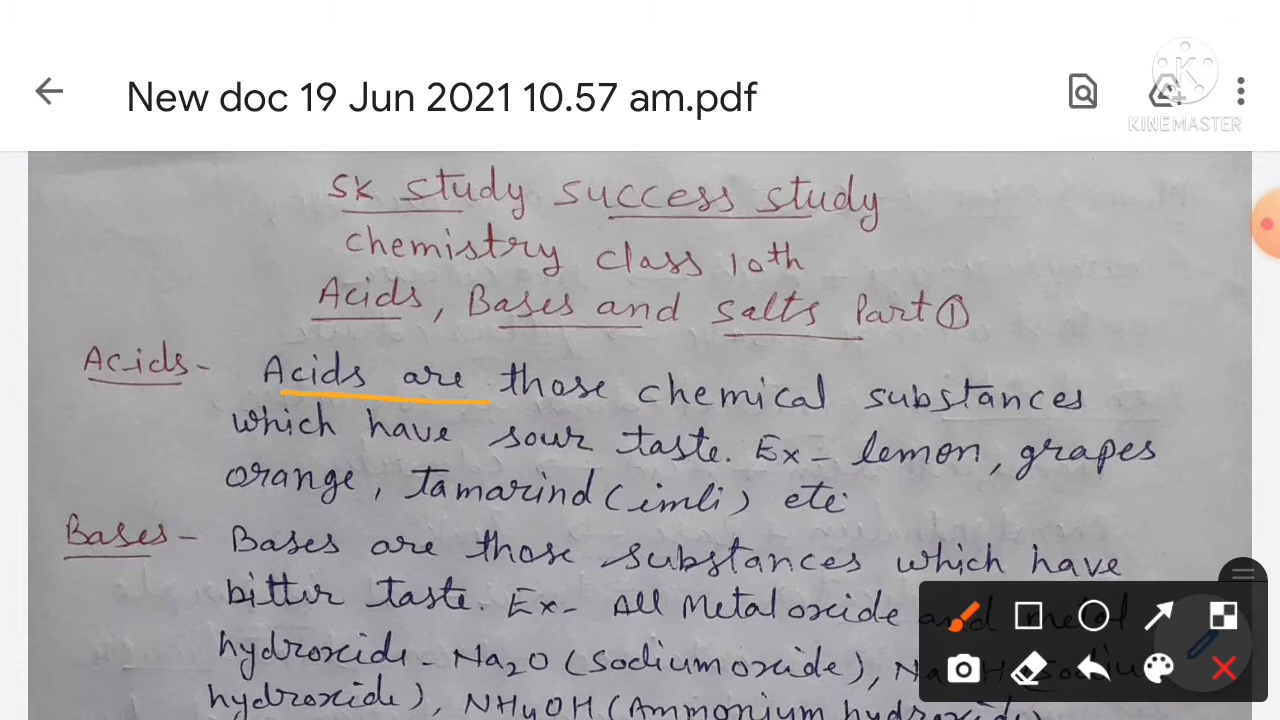 New doc 19 Jun 2021 10.57 am.pdf
KINEMASTER
SK study success study
chemistry class 10th
Acids, Bases and salts Part ①
Acids - Acids are those chemical substances
which have sour taste. Ex - lemon, grapes
orange, Tamarind (imli) etc
Bases - Bases are those substances which have
bitter taste. Ex - All Metal oxide and metal
hydroxide - Na₂O (sodium oxide),
hydroxide), NH₄OH (Ammonium hydroxide)